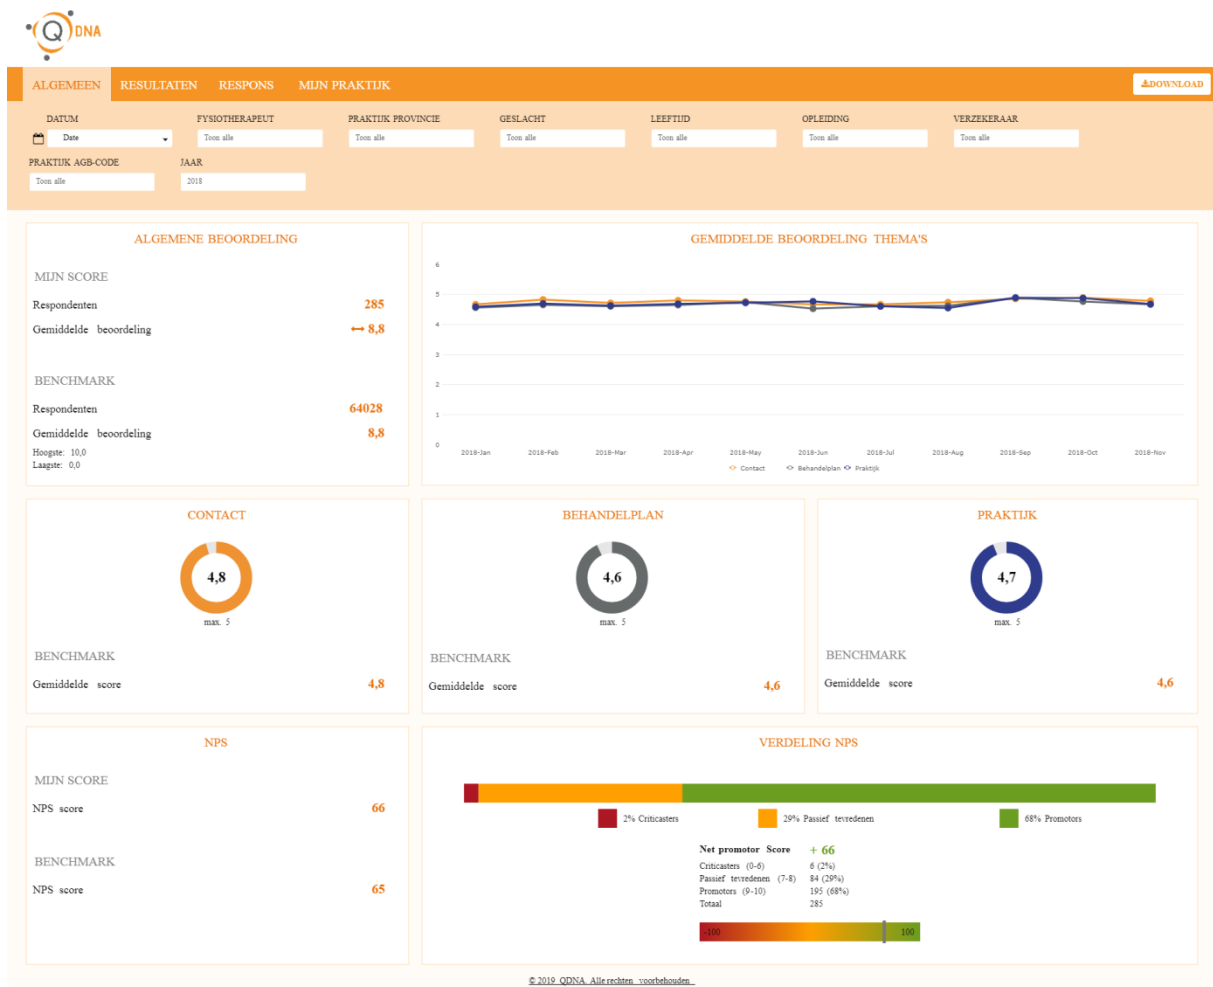 Q DNA
ALGEMEEN RESULTATEN RESPONS MIJN PRAKTIJK DOWNLOAD
DATUM FYSIOTHERAPEUT PRAKTIJK PROVINCIE GESLACHT LEEFTIJD OPLEIDING VERZEKERAAR
Date Toon alle Toon alle Toon alle Toon alle Toon alle Toon alle
PRAKTIJK AGB-CODE JAAR
Toon alle 2018
ALGEMENE BEOORDELING
MIJN SCORE
Respondenten 285
Gemiddelde beoordeling ↔ 8,8
BENCHMARK
Respondenten 64028
Gemiddelde beoordeling 8,8
Hoogste: 10,0
Laagste: 0,0
GEMIDDELDE BEOORDELING THEMA'S
6
5
4
3
2
1
0
2018-Jan 2018-Feb 2018-Mar 2018-Apr 2018-May 2018-Jun 2018-Jul 2018-Aug 2018-Sep 2018-Oct 2018-Nov
Contact Behandelplan Praktijk
CONTACT
4,8
max. 5
BENCHMARK
Gemiddelde score 4,8
BEHANDELPLAN
4,6
max. 5
BENCHMARK
Gemiddelde score 4,6
PRAKTIJK
4,7
max. 5
BENCHMARK
Gemiddelde score 4,6
NPS
MIJN SCORE
NPS score 66
BENCHMARK
NPS score 65
VERDELING NPS
2% Criticasters 29% Passief tevredenen 68% Promotors
Net promotor Score + 66
Criticasters (0-6) 6 (2%)
Passief tevredenen (7-8) 84 (29%)
Promotors (9-10) 195 (68%)
Totaal 285
-100 100
© 2019 QDNA. Alle rechten voorbehouden